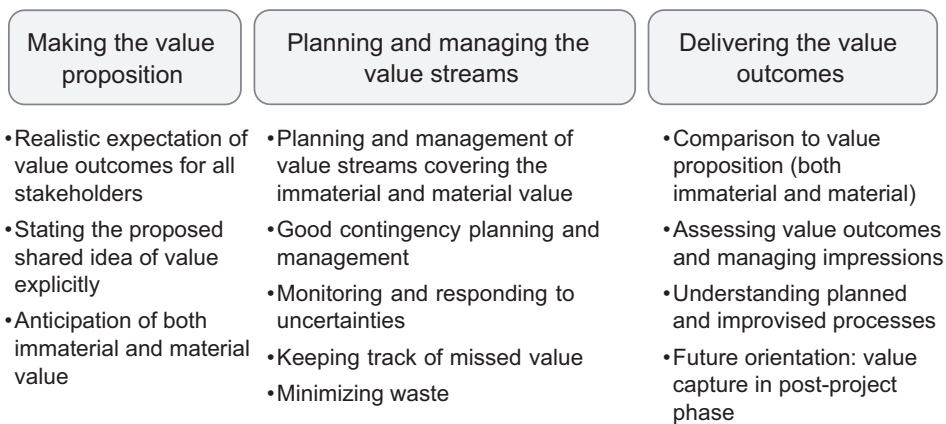 Making the value
proposition
•Realistic expectation of
value outcomes for all
stakeholders
•Stating the proposed
shared idea of value
explicitly
•Anticipation of both
immaterial and material
value
Planning and managing the
value streams
•Planning and management of
value streams covering the
immaterial and material value
•Good contingency planning and
management
•Monitoring and responding to
uncertainties
•Keeping track of missed value
•Minimizing waste
Delivering the value
outcomes
•Comparison to value
proposition (both
immaterial and material)
•Assessing value outcomes
and managing impressions
•Understanding planned
and improvised processes
•Future orientation: value
capture in post-project
phase